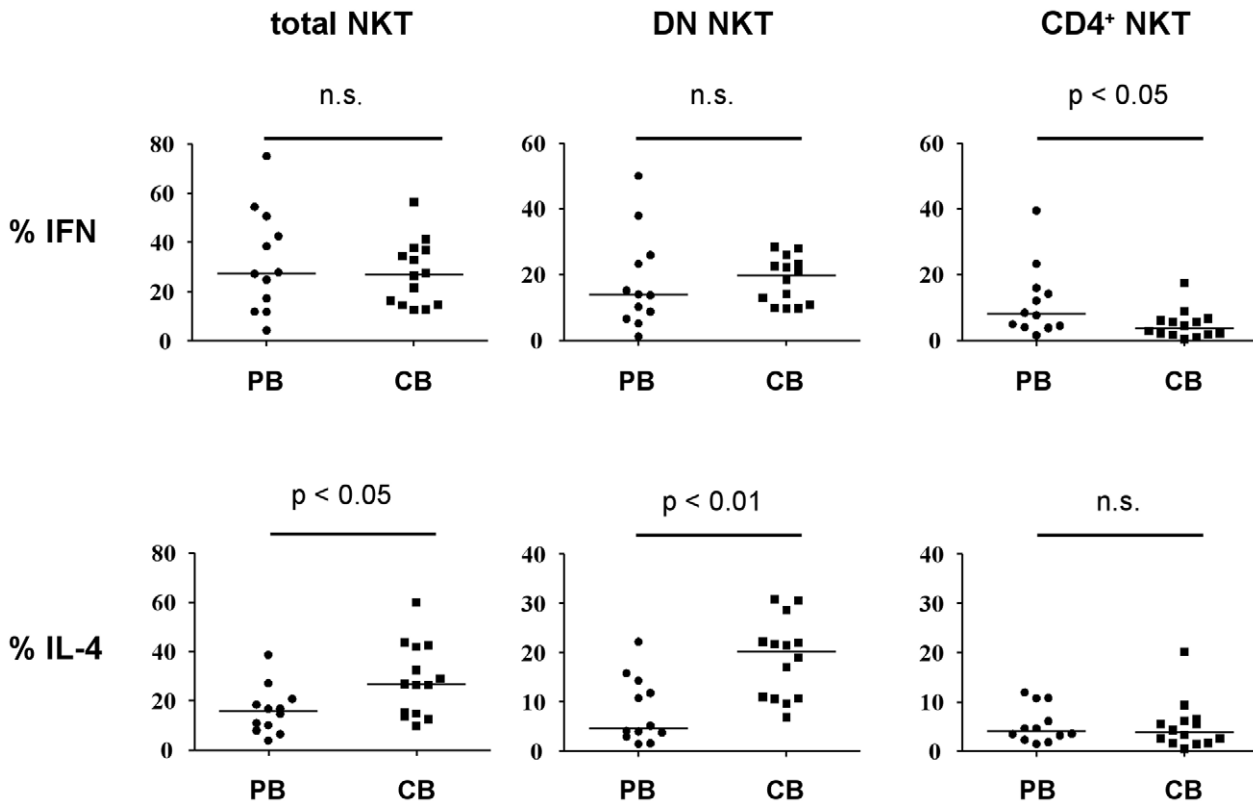 total NKT DN NKT CD4⁺ NKT
n.s. n.s. p < 0.05
80 60 60
60
40 40
% IFN
40
20 20
20
0 0 0
PB CB PB CB PB CB
p < 0.05 p < 0.01 n.s.
80 40 40
60 30 30
% IL-4
40 20 20
20 10 10
0 0 0
PB CB PB CB PB CB